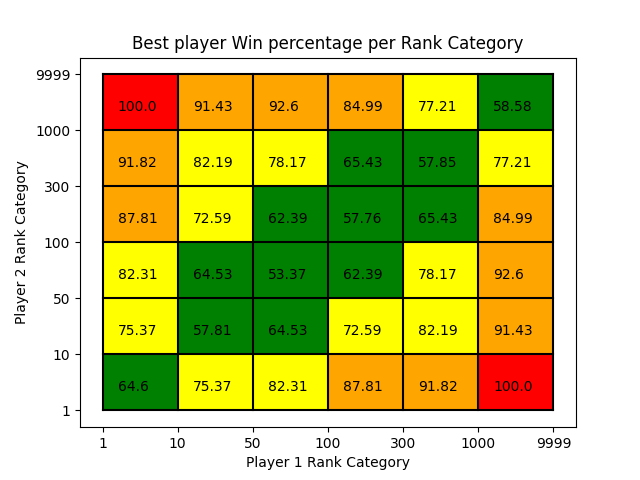 Best player Win percentage per Rank Category
9999
100.0 91.43 92.6 84.99 77.21 58.58
1000
91.82 82.19 78.17 65.43 57.85 77.21
300
87.81 72.59 62.39 57.76 65.43 84.99
100
82.31 64.53 53.37 62.39 78.17 92.6
50
75.37 57.81 64.53 72.59 82.19 91.43
10
64.6 75.37 82.31 87.81 91.82 100.0
1
Player 2 Rank Category
1 10 50 100 300 1000 9999
Player 1 Rank Category